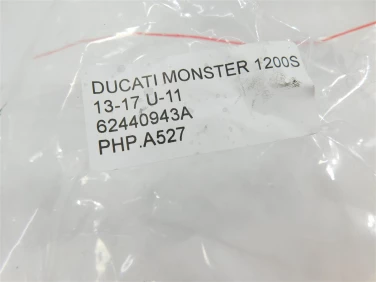 DUCATI MONSTER 1200S
13-17 U-11
62440943A
PHP.A527